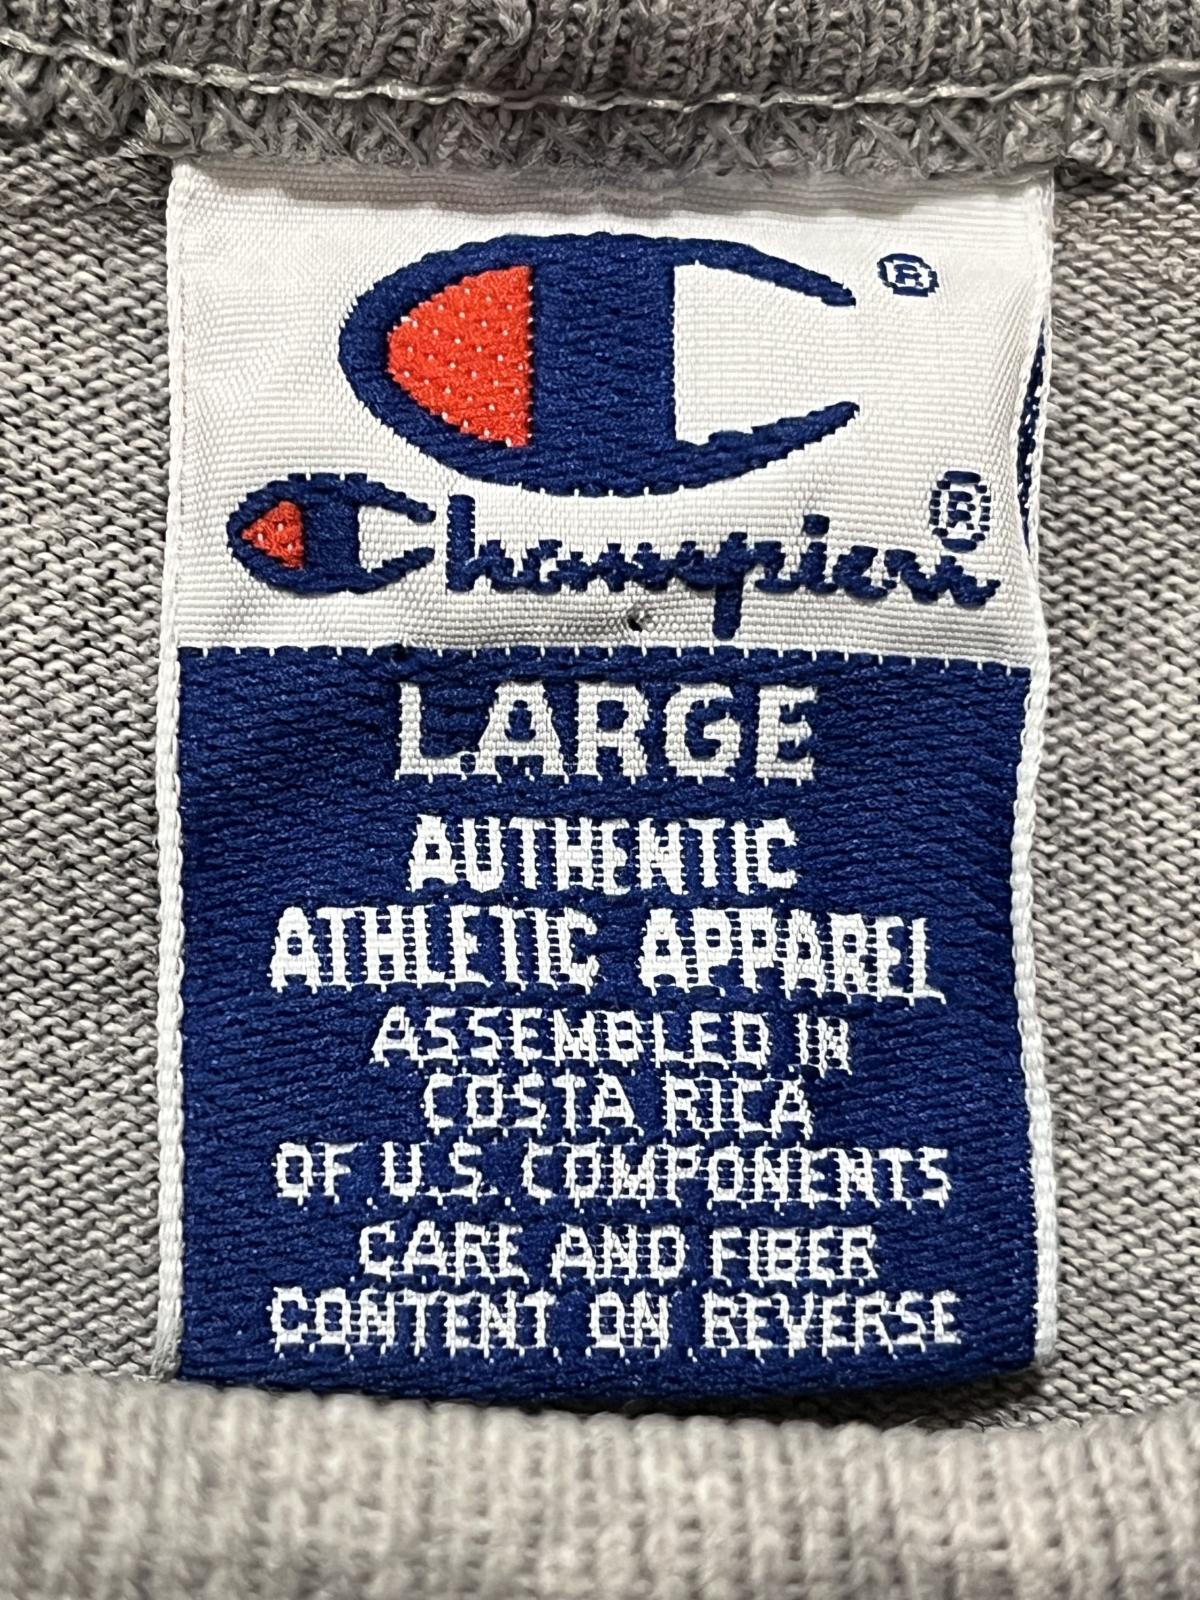 ®
Champion®
LARGE
AUTHENTIC
ATHLETIC APPAREL
ASSEMBLED IN
COSTA RICA
OF U.S. COMPONENTS
CARE AND FIBER
CONTENT ON REVERSE